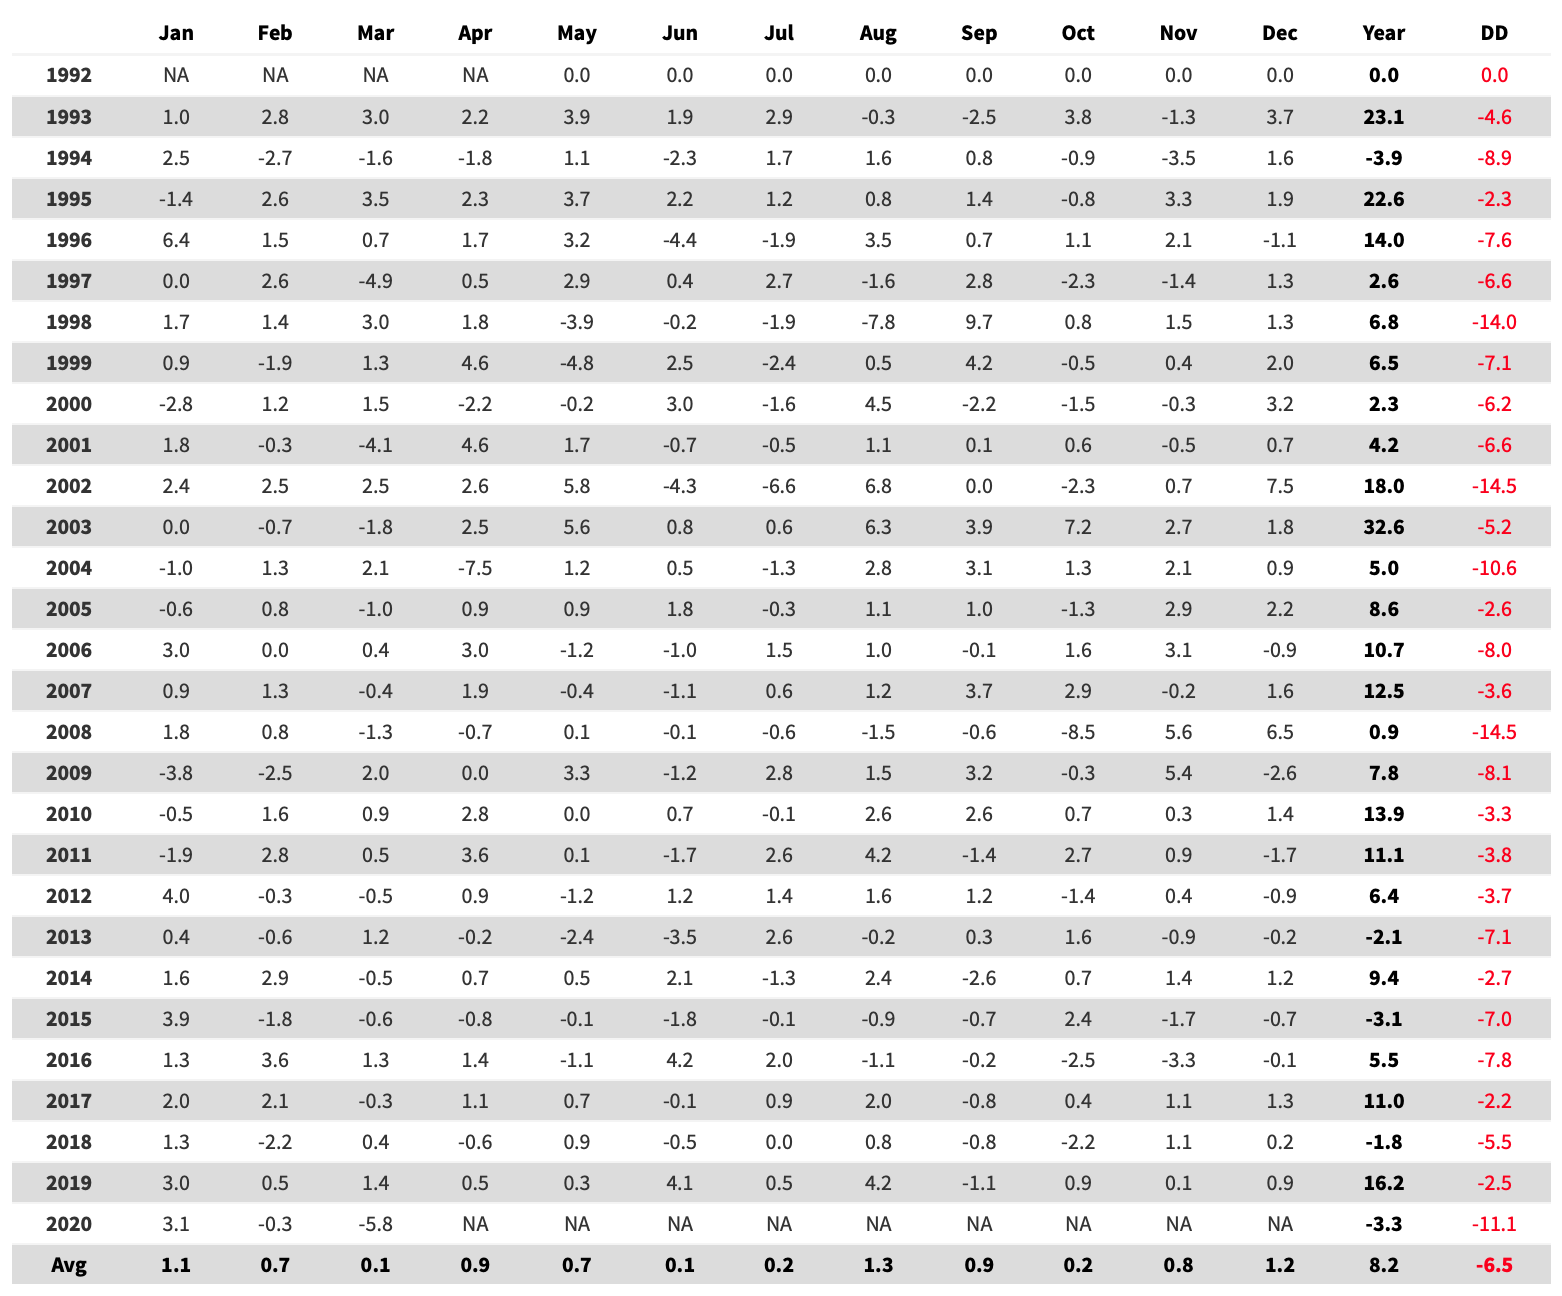 Jan Feb Mar Apr May Jun Jul Aug Sep Oct Nov Dec Year DD
1992 NA NA NA NA 0.0 0.0 0.0 0.0 0.0 0.0 0.0 0.0 0.0 0.0
1993 1.0 2.8 3.0 2.2 3.9 1.9 2.9 -0.3 -2.5 3.8 -1.3 3.7 23.1 -4.6
1994 2.5 -2.7 -1.6 -1.8 1.1 -2.3 1.7 1.6 0.8 -0.9 -3.5 1.6 -3.9 -8.9
1995 -1.4 2.6 3.5 2.3 3.7 2.2 1.2 0.8 1.4 -0.8 3.3 1.9 22.6 -2.3
1996 6.4 1.5 0.7 1.7 3.2 -4.4 -1.9 3.5 0.7 1.1 2.1 -1.1 14.0 -7.6
1997 0.0 2.6 -4.9 0.5 2.9 0.4 2.7 -1.6 2.8 -2.3 -1.4 1.3 2.6 -6.6
1998 1.7 1.4 3.0 1.8 -3.9 -0.2 -1.9 -7.8 9.7 0.8 1.5 1.3 6.8 -14.0
1999 0.9 -1.9 1.3 4.6 -4.8 2.5 -2.4 0.5 4.2 -0.5 0.4 2.0 6.5 -7.1
2000 -2.8 1.2 1.5 -2.2 -0.2 3.0 -1.6 4.5 -2.2 -1.5 -0.3 3.2 2.3 -6.2
2001 1.8 -0.3 -4.1 4.6 1.7 -0.7 -0.5 1.1 0.1 0.6 -0.5 0.7 4.2 -6.6
2002 2.4 2.5 2.5 2.6 5.8 -4.3 -6.6 6.8 0.0 -2.3 0.7 7.5 18.0 -14.5
2003 0.0 -0.7 -1.8 2.5 5.6 0.8 0.6 6.3 3.9 7.2 2.7 1.8 32.6 -5.2
2004 -1.0 1.3 2.1 -7.5 1.2 0.5 -1.3 2.8 3.1 1.3 2.1 0.9 5.0 -10.6
2005 -0.6 0.8 -1.0 0.9 0.9 1.8 -0.3 1.1 1.0 -1.3 2.9 2.2 8.6 -2.6
2006 3.0 0.0 0.4 3.0 -1.2 -1.0 1.5 1.0 -0.1 1.6 3.1 -0.9 10.7 -8.0
2007 0.9 1.3 -0.4 1.9 -0.4 -1.1 0.6 1.2 3.7 2.9 -0.2 1.6 12.5 -3.6
2008 1.8 0.8 -1.3 -0.7 0.1 -0.1 -0.6 -1.5 -0.6 -8.5 5.6 6.5 0.9 -14.5
2009 -3.8 -2.5 2.0 0.0 3.3 -1.2 2.8 1.5 3.2 -0.3 5.4 -2.6 7.8 -8.1
2010 -0.5 1.6 0.9 2.8 0.0 0.7 -0.1 2.6 2.6 0.7 0.3 1.4 13.9 -3.3
2011 -1.9 2.8 0.5 3.6 0.1 -1.7 2.6 4.2 -1.4 2.7 0.9 -1.7 11.1 -3.8
2012 4.0 -0.3 -0.5 0.9 -1.2 1.2 1.4 1.6 1.2 -1.4 0.4 -0.9 6.4 -3.7
2013 0.4 -0.6 1.2 -0.2 -2.4 -3.5 2.6 -0.2 0.3 1.6 -0.9 -0.2 -2.1 -7.1
2014 1.6 2.9 -0.5 0.7 0.5 2.1 -1.3 2.4 -2.6 0.7 1.4 1.2 9.4 -2.7
2015 3.9 -1.8 -0.6 -0.8 -0.1 -1.8 -0.1 -0.9 -0.7 2.4 -1.7 -0.7 -3.1 -7.0
2016 1.3 3.6 1.3 1.4 -1.1 4.2 2.0 -1.1 -0.2 -2.5 -3.3 -0.1 5.5 -7.8
2017 2.0 2.1 -0.3 1.1 0.7 -0.1 0.9 2.0 -0.8 0.4 1.1 1.3 11.0 -2.2
2018 1.3 -2.2 0.4 -0.6 0.9 -0.5 0.0 0.8 -0.8 -2.2 1.1 0.2 -1.8 -5.5
2019 3.0 0.5 1.4 0.5 0.3 4.1 0.5 4.2 -1.1 0.9 0.1 0.9 16.2 -2.5
2020 3.1 -0.3 -5.8 NA NA NA NA NA NA NA NA NA -3.3 -11.1
Avg 1.1 0.7 0.1 0.9 0.7 0.1 0.2 1.3 0.9 0.2 0.8 1.2 8.2 -6.5